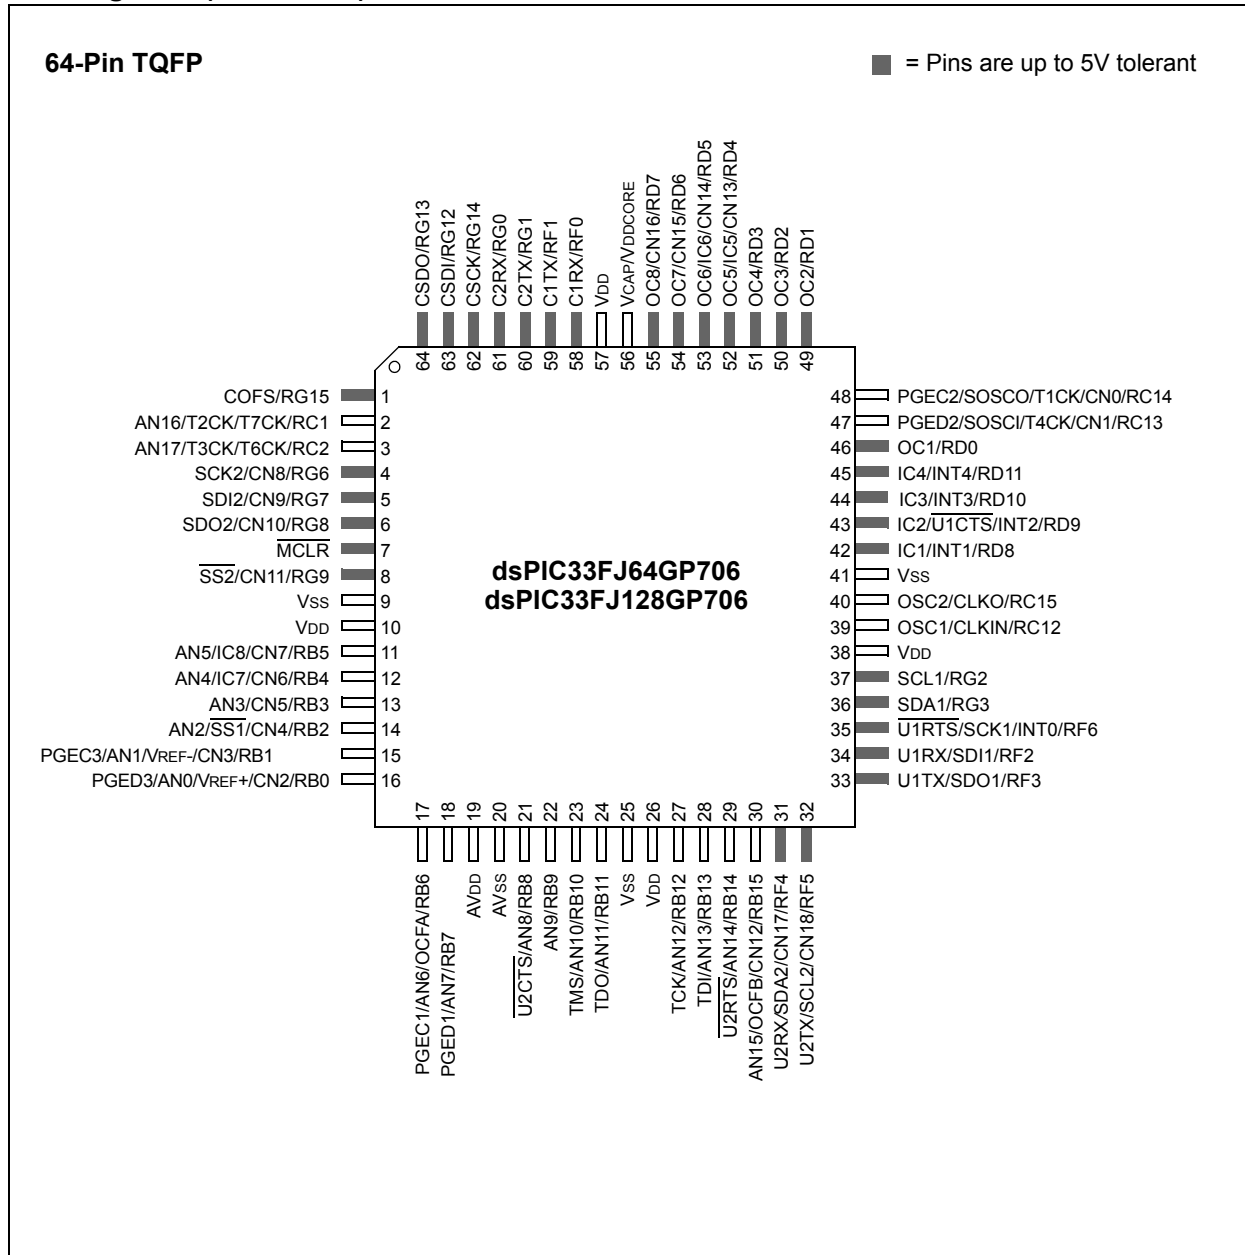 64-Pin TQFP
= Pins are up to 5V tolerant
CSDO/RG13
CSDI/RG12
CSCK/RG14
C2RX/RG0
C2TX/RG1
C1TX/RF1
C1RX/RF0
VDD
VCAP/VDDCORE
OC8/CN16/RD7
OC7/CN15/RD6
OC6/IC6/CN14/RD5
OC5/IC5/CN13/RD4
OC4/RD3
OC3/RD2
OC2/RD1
64
63
62
61
60
59
58
57
56
55
54
53
52
51
50
49
COFS/RG15 1
AN16/T2CK/T7CK/RC1 2
AN17/T3CK/T6CK/RC2 3
SCK2/CN8/RG6 4
SDI2/CN9/RG7 5
SDO2/CN10/RG8 6
MCLR 7
SS2/CN11/RG9 8
VSS 9
VDD 10
AN5/IC8/CN7/RB5 11
AN4/IC7/CN6/RB4 12
AN3/CN5/RB3 13
AN2/SS1/CN4/RB2 14
PGEC3/AN1/VREF-/CN3/RB1 15
PGED3/AN0/VREF+/CN2/RB0 16
dsPIC33FJ64GP706
dsPIC33FJ128GP706
48 PGEC2/SOSCO/T1CK/CN0/RC14
47 PGED2/SOSCI/T4CK/CN1/RC13
46 OC1/RD0
45 IC4/INT4/RD11
44 IC3/INT3/RD10
43 IC2/U1CTS/INT2/RD9
42 IC1/INT1/RD8
41 VSS
40 OSC2/CLKO/RC15
39 OSC1/CLKIN/RC12
38 VDD
37 SCL1/RG2
36 SDA1/RG3
35 U1RTS/SCK1/INT0/RF6
34 U1RX/SDI1/RF2
33 U1TX/SDO1/RF3
17
18
19
20
21
22
23
24
25
26
27
28
29
30
31
32
PGEC1/AN6/OCFA/RB6
PGED1/AN7/RB7
AVDD
AVSS
U2CTS/AN8/RB8
AN9/RB9
TMS/AN10/RB10
TDO/AN11/RB11
VSS
VDD
TCK/AN12/RB12
TDI/AN13/RB13
U2RTS/AN14/RB14
AN15/OCFB/CN12/RB15
U2RX/SDA2/CN17/RF4
U2TX/SCL2/CN18/RF5